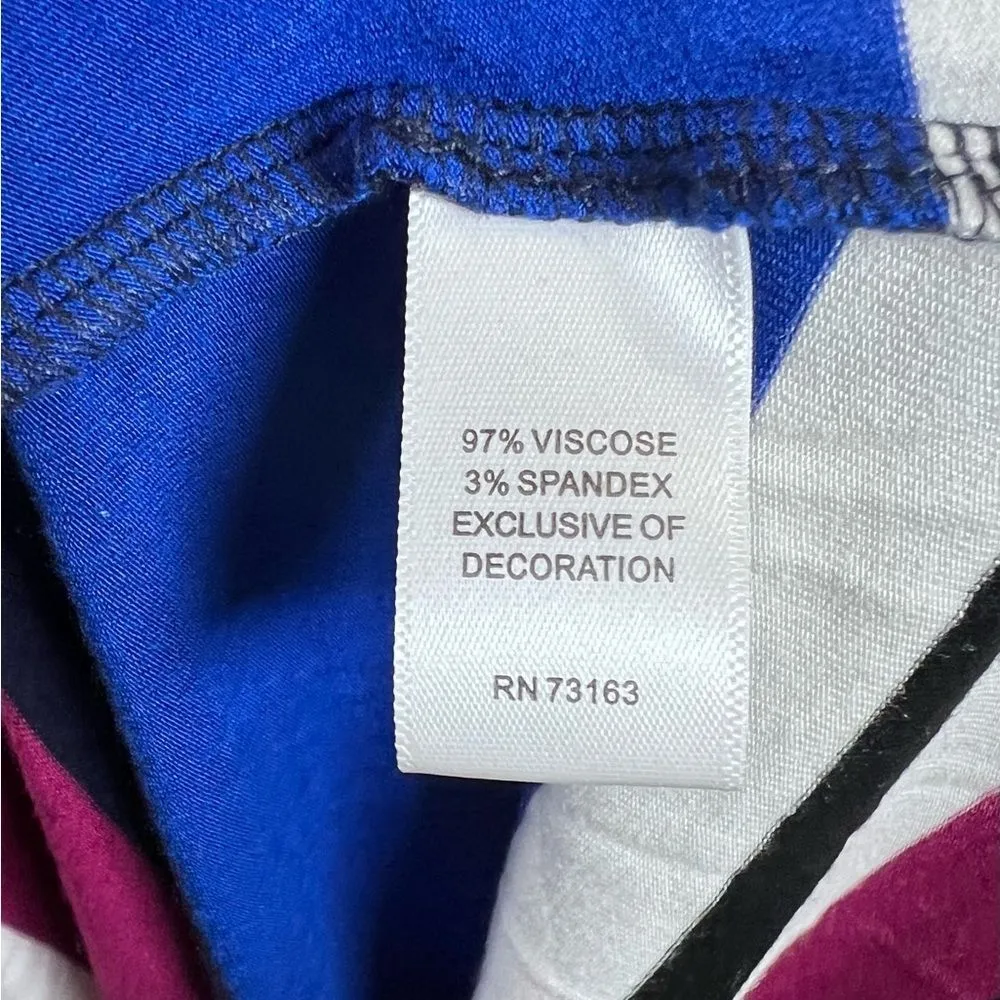 97% VISCOSE
3% SPANDEX
EXCLUSIVE OF
DECORATION
RN 73163